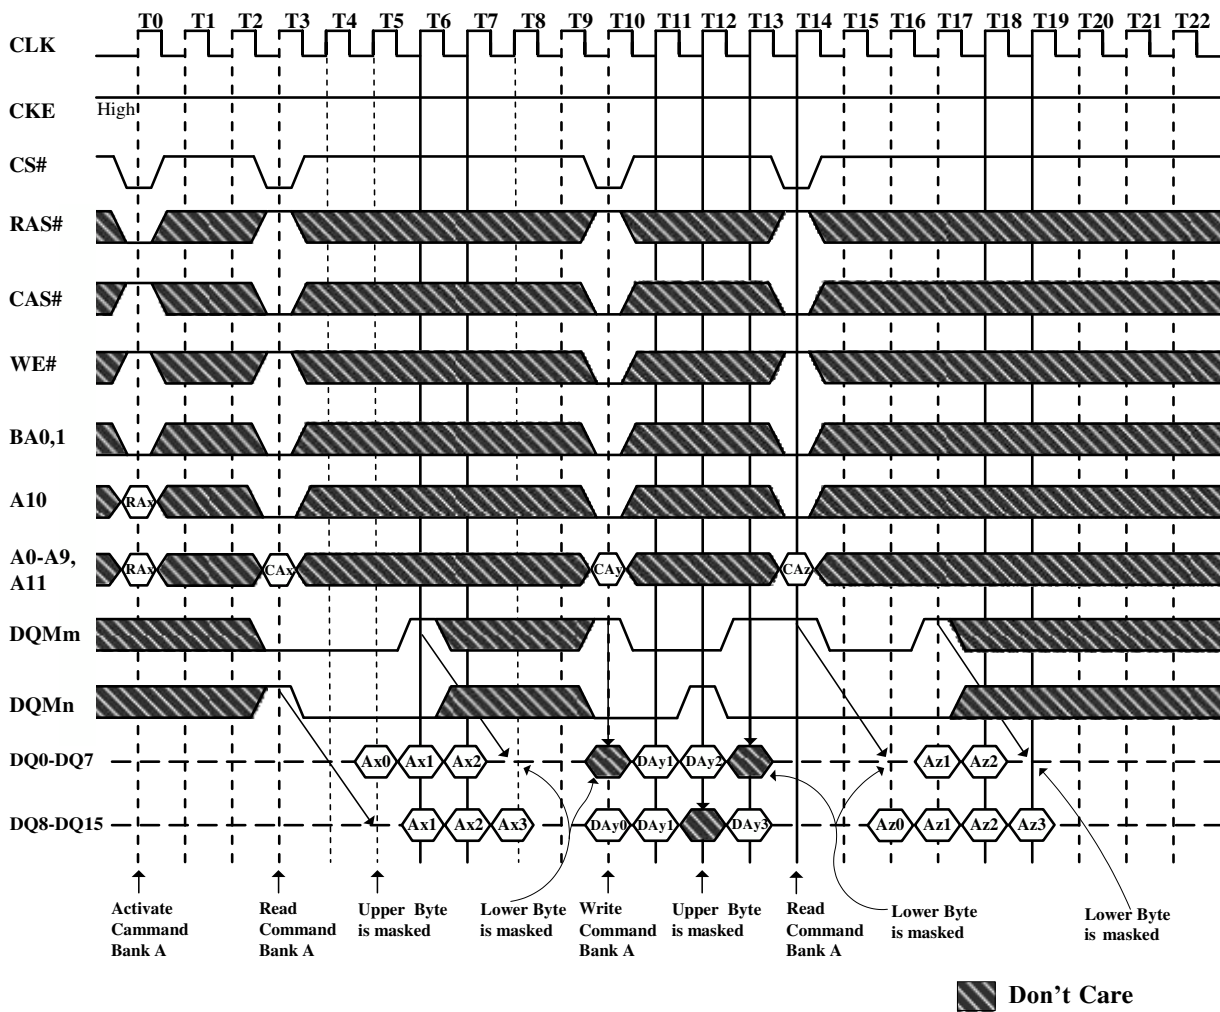 T0 T1 T2 T3 T4 T5 T6 T7 T8 T9 T10 T11 T12 T13 T14 T15 T16 T17 T18 T19 T20 T21 T22
CLK
CKE High
CS#
RAS#
CAS#
WE#
BA0,1
A10 RAx
A0-A9,
A11 RAx CAx CAy CAz
DQMm
DQMn
DQ0-DQ7 Ax0 Ax1 Ax2 DAy1 DAy2 Az1 Az2
DQ8-DQ15 Ax1 Ax2 Ax3 DAy0 DAy1 DAy3 Az0 Az1 Az2 Az3
Activate
Cammand
Bank A
Read
Command
Bank A
Upper Byte
is masked
Lower Byte
is masked
Write
Command
Bank A
Upper Byte
is masked
Read
Command
Bank A
Lower Byte
is masked
Lower Byte
is masked
Don't Care